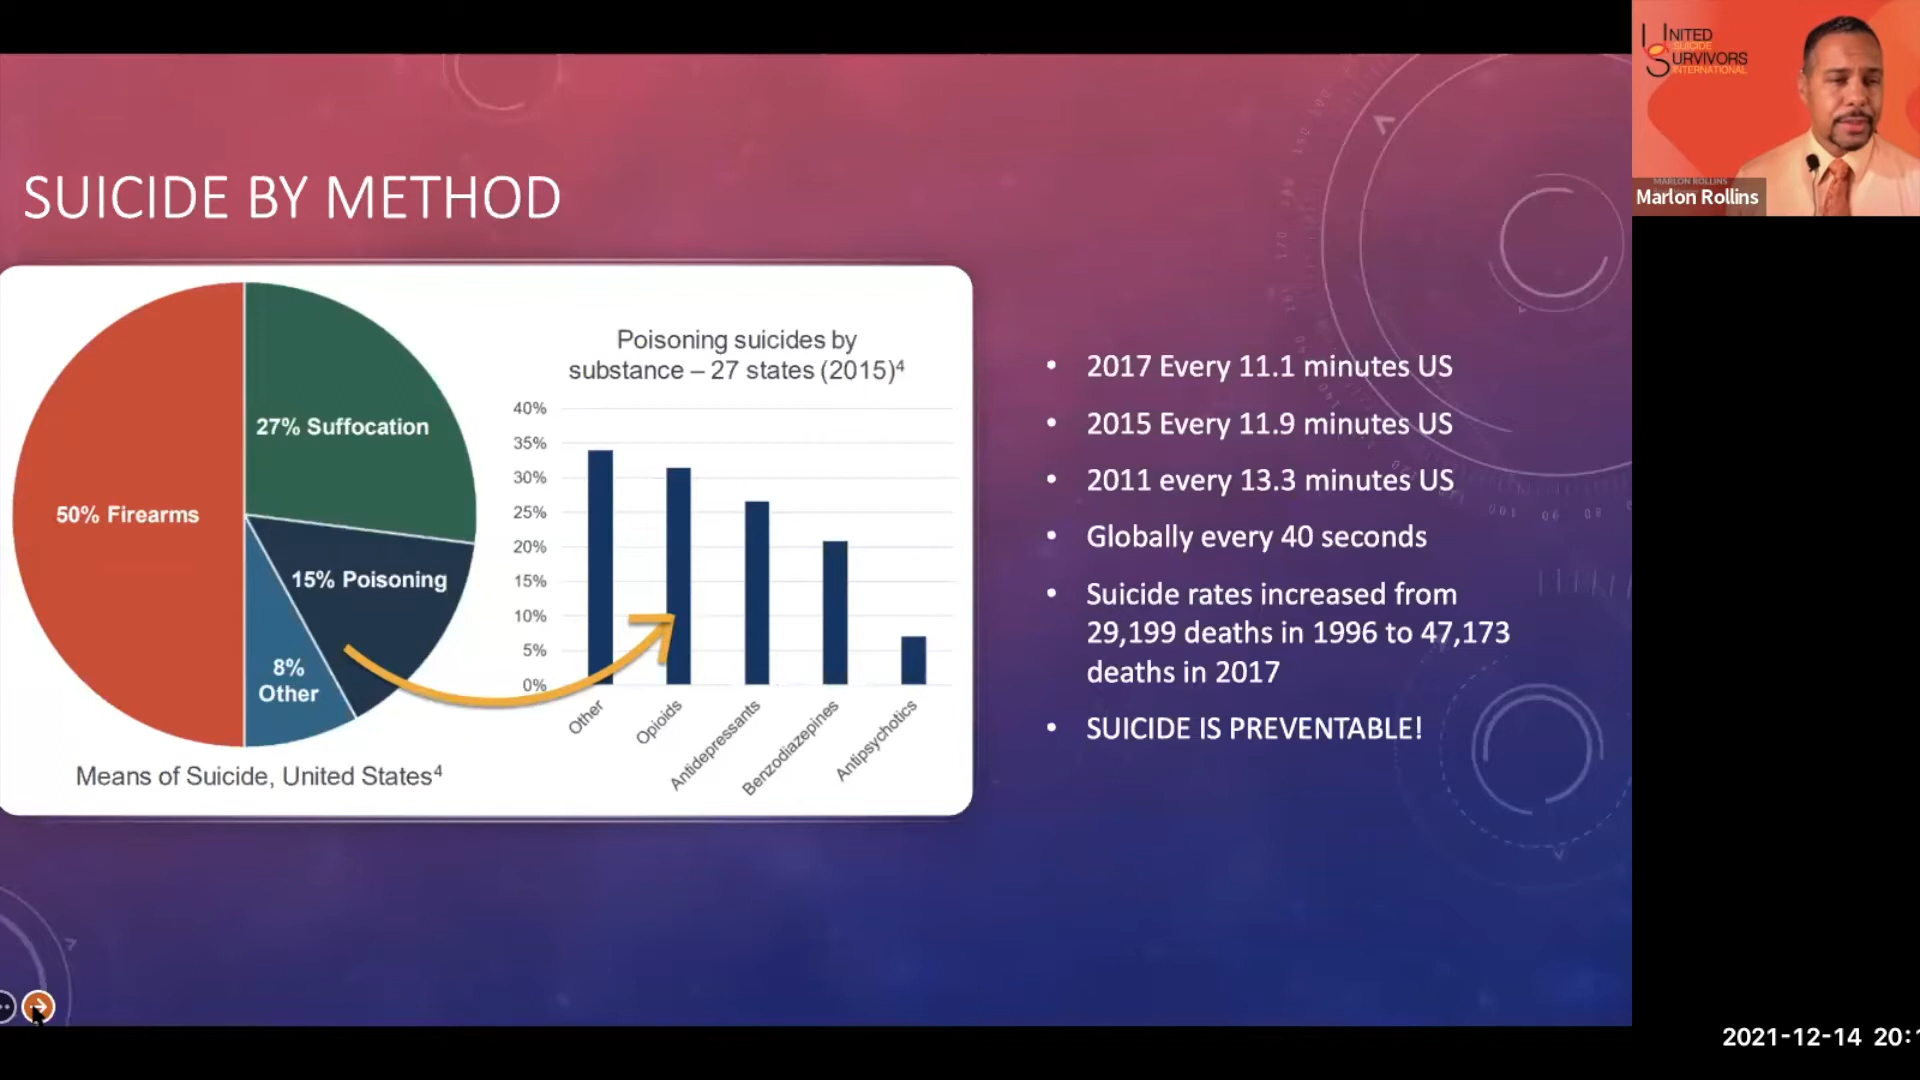 SUICIDE BY METHOD
50% Firearms
27% Suffocation
15% Poisoning
8%
Other
Means of Suicide, United States⁴
Poisoning suicides by
substance – 27 states (2015)⁴
40%
35%
30%
25%
20%
15%
10%
5%
0%
Other
Opioids
Antidepressants
Benzodiazepines
Antipsychotics
• 2017 Every 11.1 minutes US
• 2015 Every 11.9 minutes US
• 2011 every 13.3 minutes US
• Globally every 40 seconds
• Suicide rates increased from
29,199 deaths in 1996 to 47,173
deaths in 2017
• SUICIDE IS PREVENTABLE!
UNITED
SUICIDE
SURVIVORS
INTERNATIONAL
MARLON ROLLINS
Marlon Rollins
2021-12-14 20: